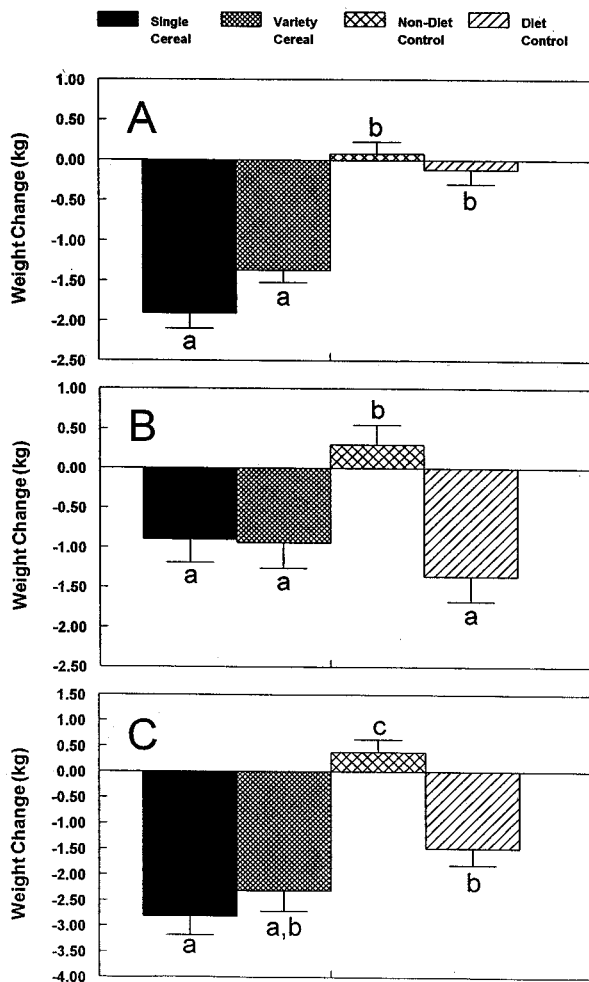 Single Variety Non-Diet Diet
Cereal Cereal Control Control
A
Weight Change (kg)
1.00
0.50
0.00
-0.50
-1.00
-1.50
-2.00
-2.50
a
a
b
b
B
Weight Change (kg)
1.00
0.50
0.00
-0.50
-1.00
-1.50
-2.00
-2.50
a
a
b
a
C
Weight Change (kg)
1.50
1.00
0.50
0.00
-0.50
-1.00
-1.50
-2.00
-2.50
-3.00
-3.50
-4.00
a
a,b
c
b